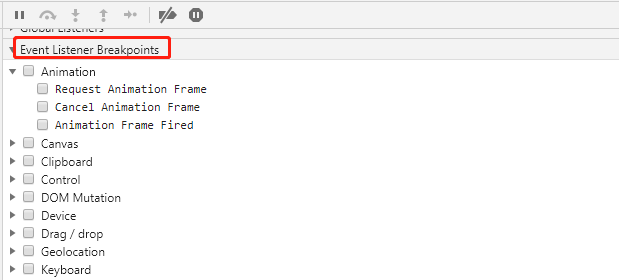 Global Listeners
Event Listener Breakpoints
Animation
Request Animation Frame
Cancel Animation Frame
Animation Frame Fired
Canvas
Clipboard
Control
DOM Mutation
Device
Drag / drop
Geolocation
Keyboard